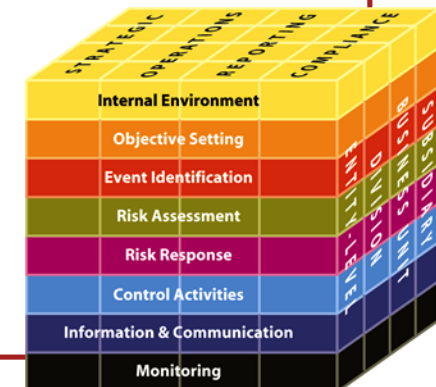 STRATEGIC
OPERATIONS
REPORTING
COMPLIANCE
Internal Environment
Objective Setting
Event Identification
Risk Assessment
Risk Response
Control Activities
Information & Communication
Monitoring
ENTITY-LEVEL
DIVISION
BUSINESS UNIT
SUBSIDIARY